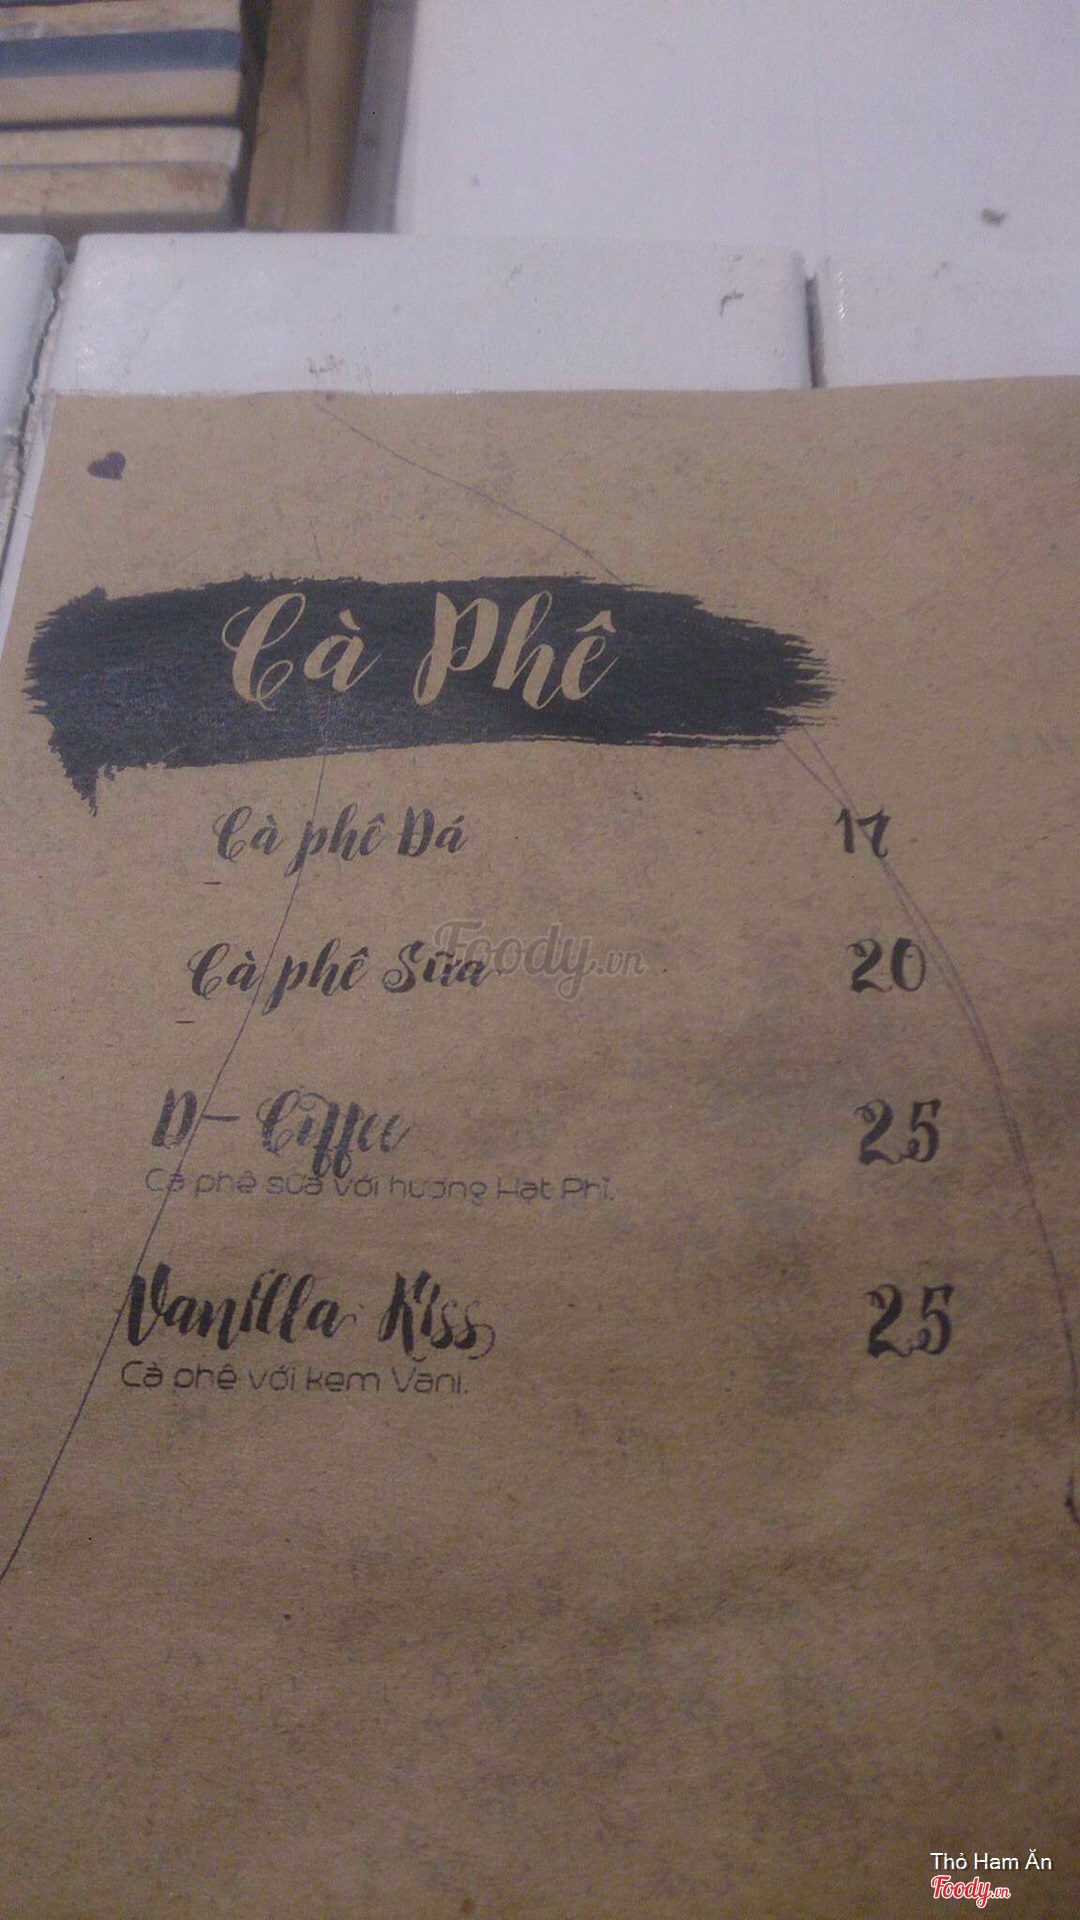 Cà Phê
Cà phê Đá 17
Cà phê Sữa 20
Foody.vn
D- Ciffee 25
Cà phê sữa với hương Hạt Phỉ.
Vanilla Kiss 25
Cà phê với kem Vani.
Thỏ Ham Ăn
Foody.vn